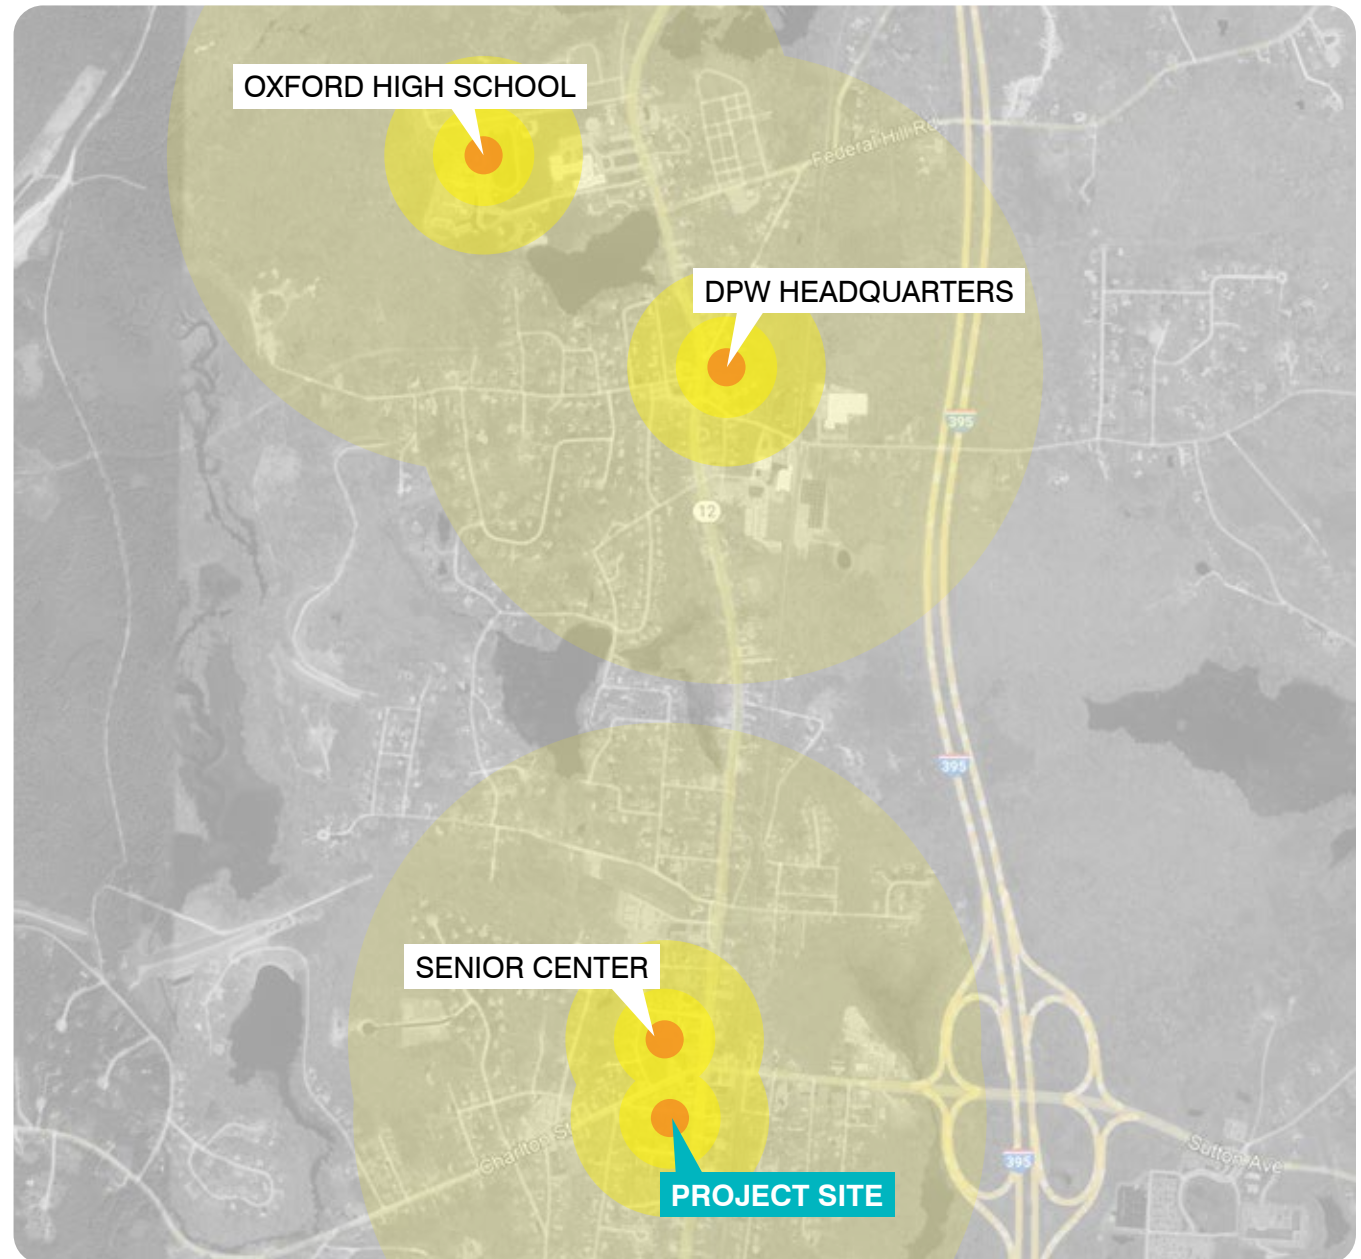 OXFORD HIGH SCHOOL
Federal Hill Rd
DPW HEADQUARTERS
395
12
395
SENIOR CENTER
Charlton St
Sutton Ave
395
PROJECT SITE